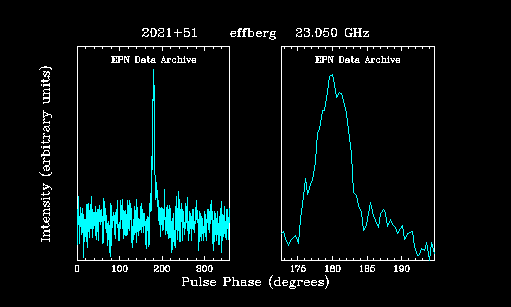 2021+51 effberg 23.050 GHz
EPN Data Archive EPN Data Archive
Intensity (arbitrary units)
0 100 200 300 175 180 185 190
Pulse Phase (degrees)